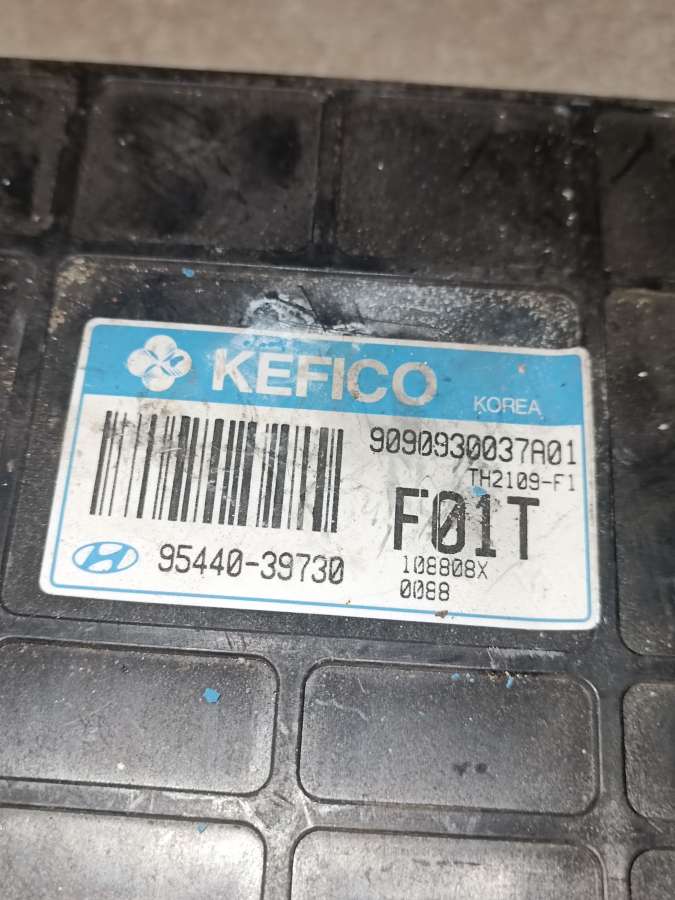 KEFICO
KOREA
9090930037A01
TH2109-F1
F01T
95440-39730
108808X
0088